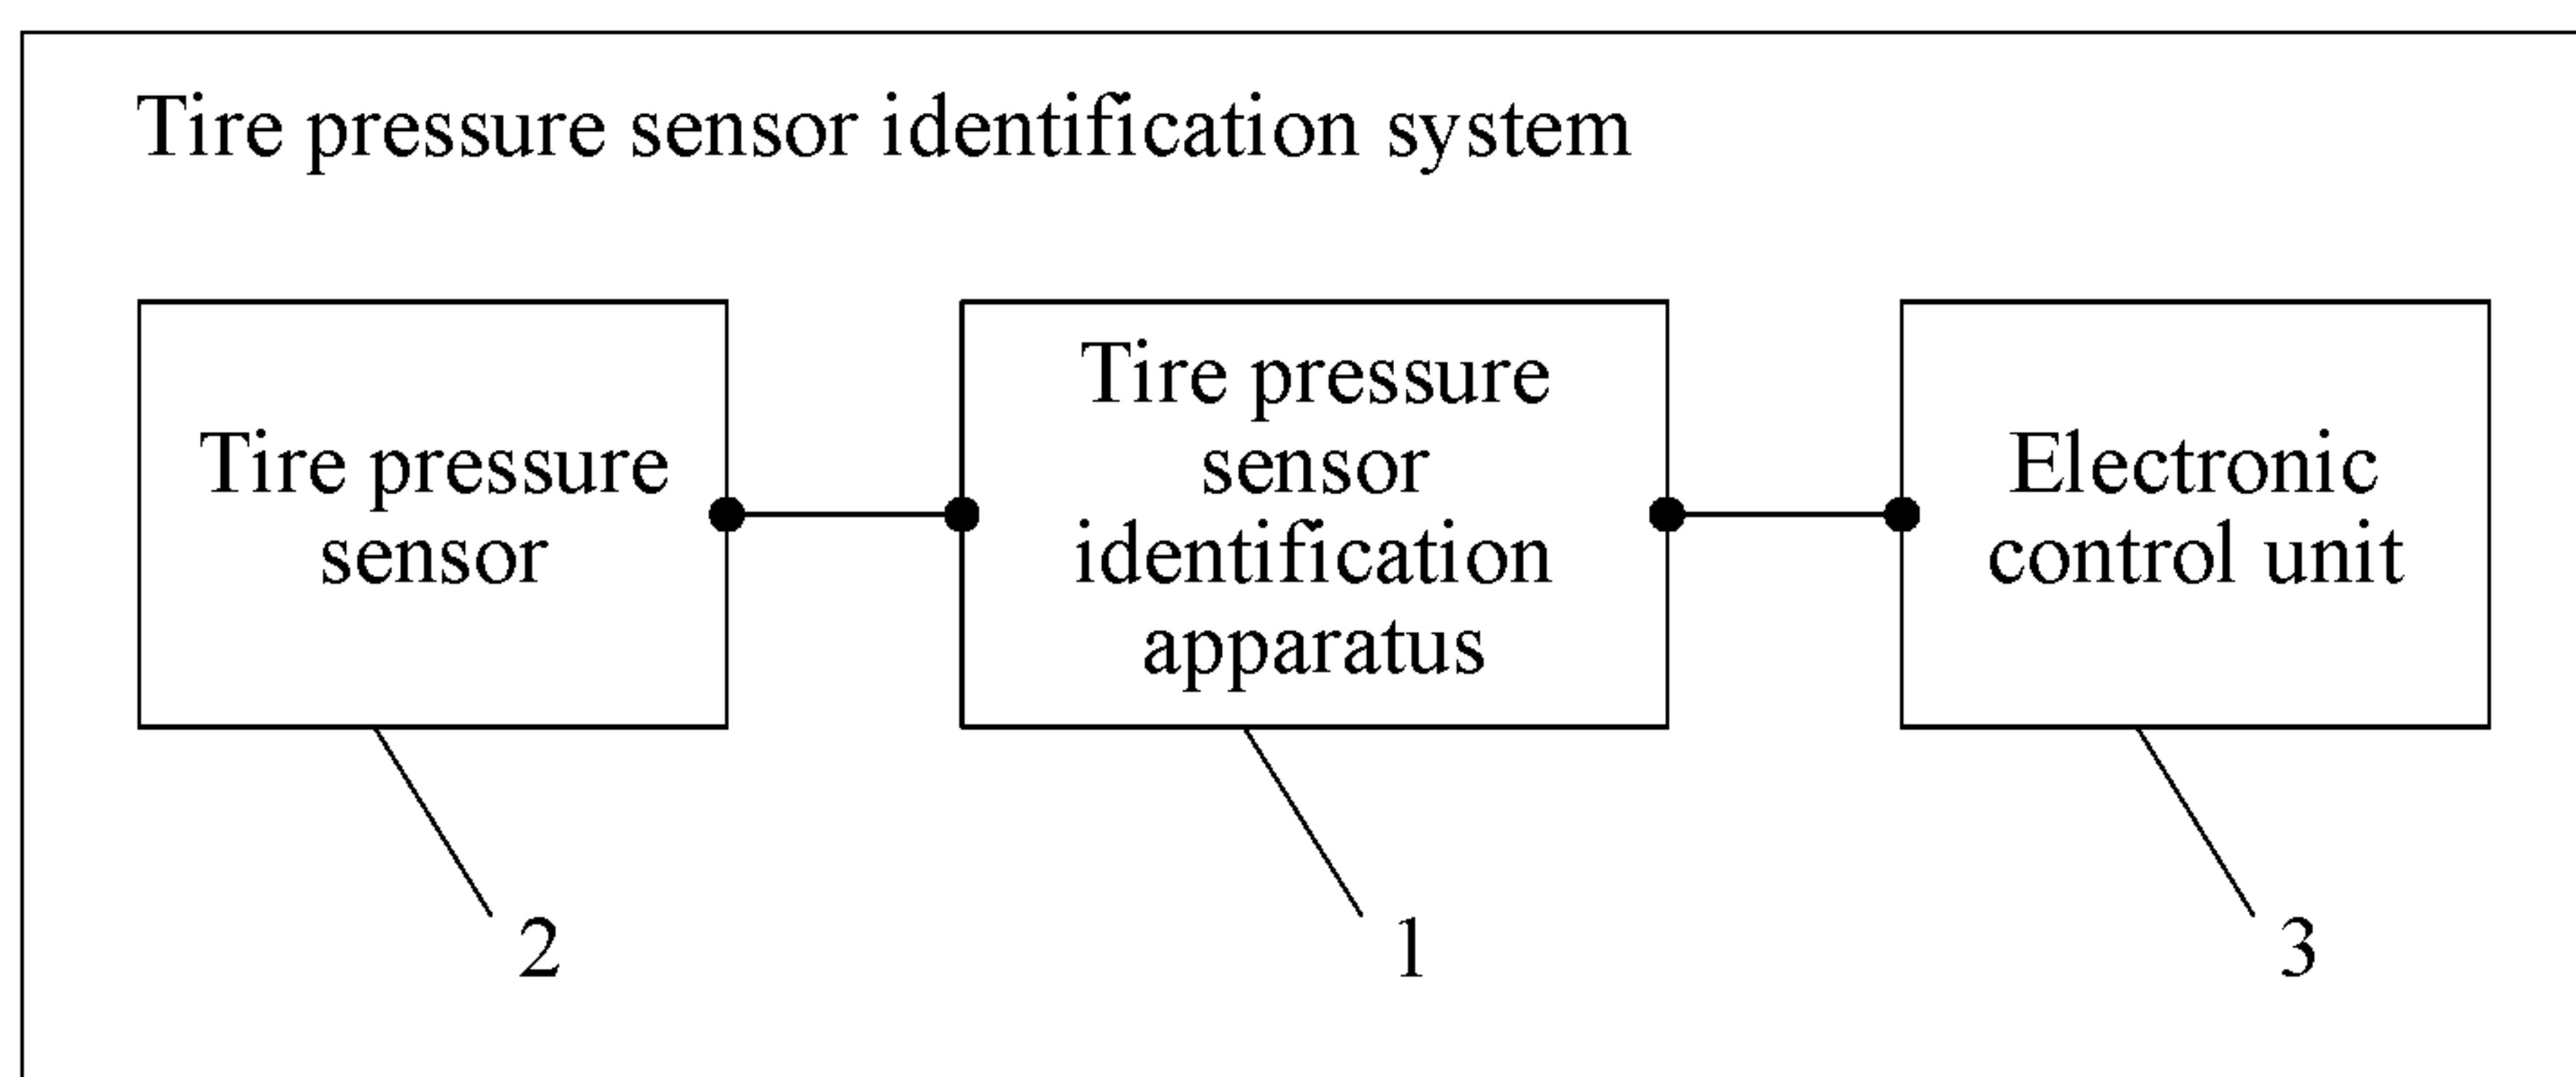 Tire pressure sensor identification system
Tire pressure
sensor
Tire pressure
sensor
identification
apparatus
Electronic
control unit
2
1
3